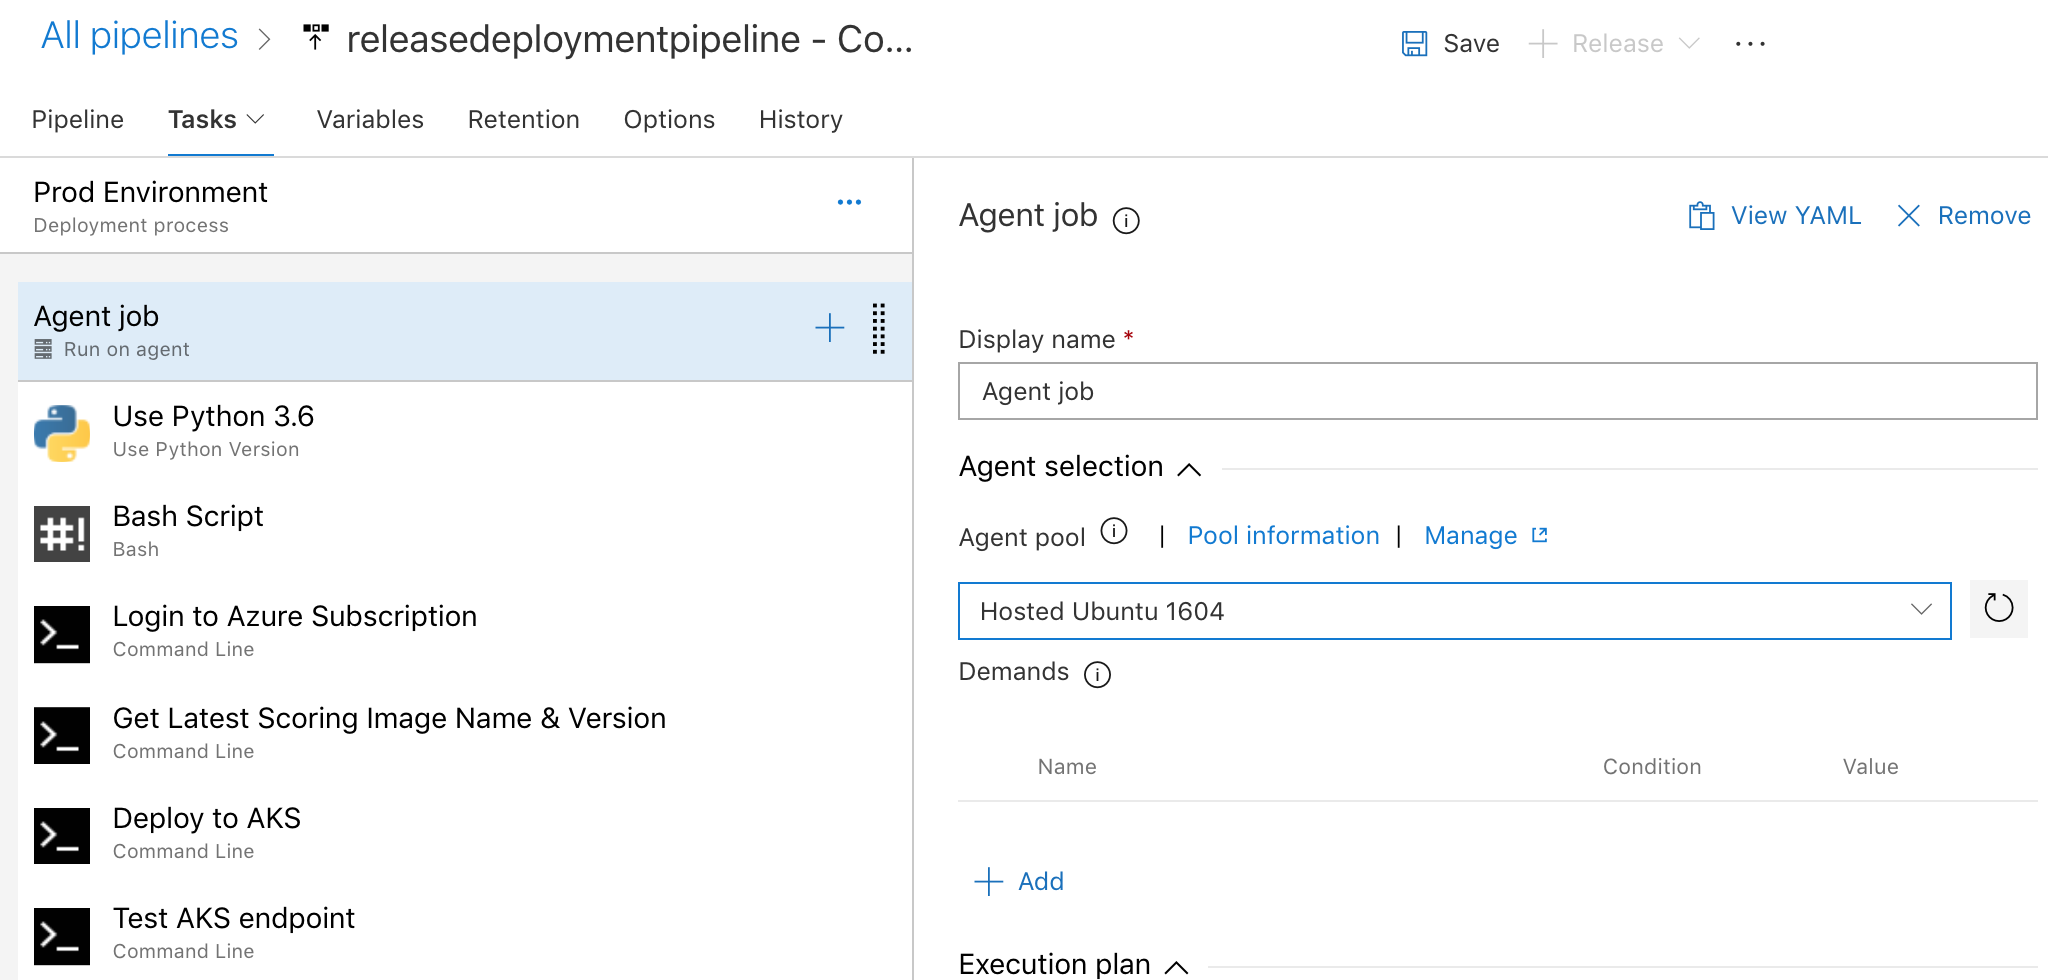 All pipelines
releasedeploymentpipeline - Co...
Save
Release
Pipeline
Tasks
Variables
Retention
Options
History
Prod Environment
Deployment process
Agent job
Run on agent
Use Python 3.6
Use Python Version
#!
Bash Script
Bash
>_
Login to Azure Subscription
Command Line
>_
Get Latest Scoring Image Name & Version
Command Line
>_
Deploy to AKS
Command Line
>_
Test AKS endpoint
Command Line
Agent job
View YAML
Remove
Display name *
Agent job
Agent selection
Agent pool | Pool information | Manage
Hosted Ubuntu 1604
Demands
Name Condition Value
Add
Execution plan